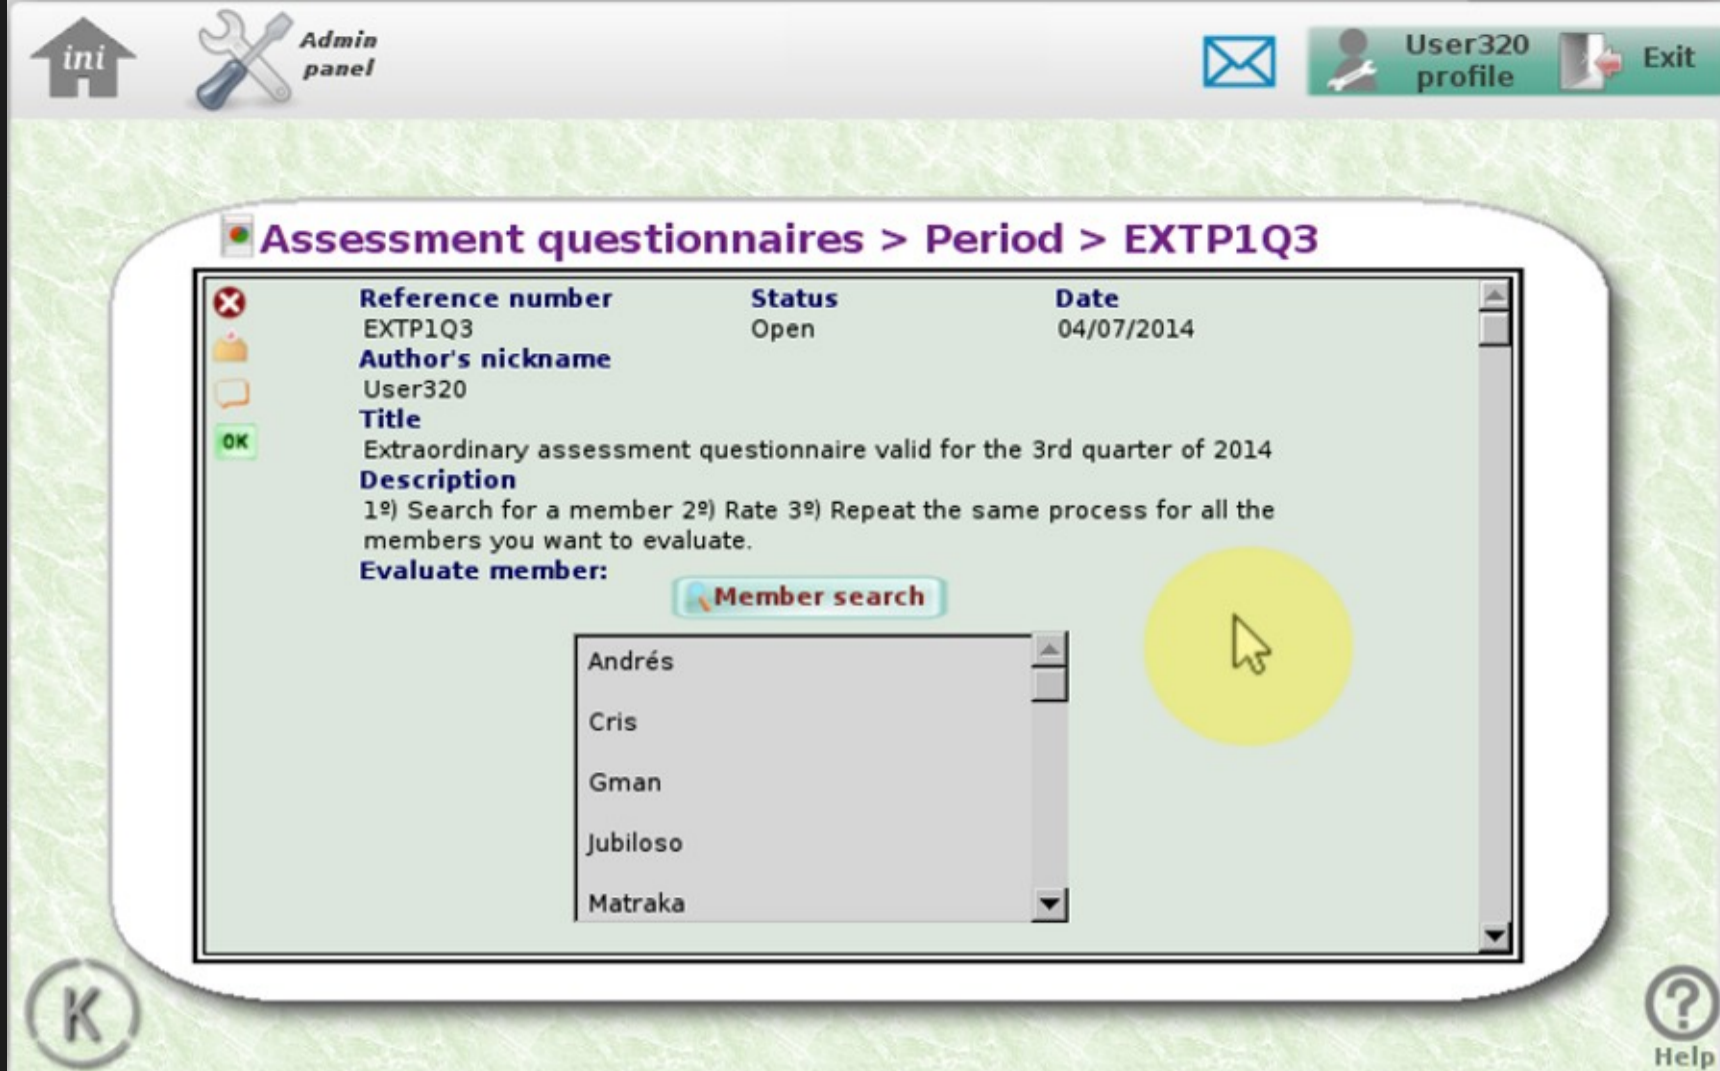 ini
Admin
panel
User320
profile
Exit
Assessment questionnaires > Period > EXTP1Q3
Reference number Status Date
EXTP1Q3 Open 04/07/2014
Author's nickname
User320
Title
Extraordinary assessment questionnaire valid for the 3rd quarter of 2014
Description
1º) Search for a member 2º) Rate 3º) Repeat the same process for all the
members you want to evaluate.
Evaluate member:
Member search
Andrés
Cris
Gman
Jubiloso
Matraka
OK
K
?
Help